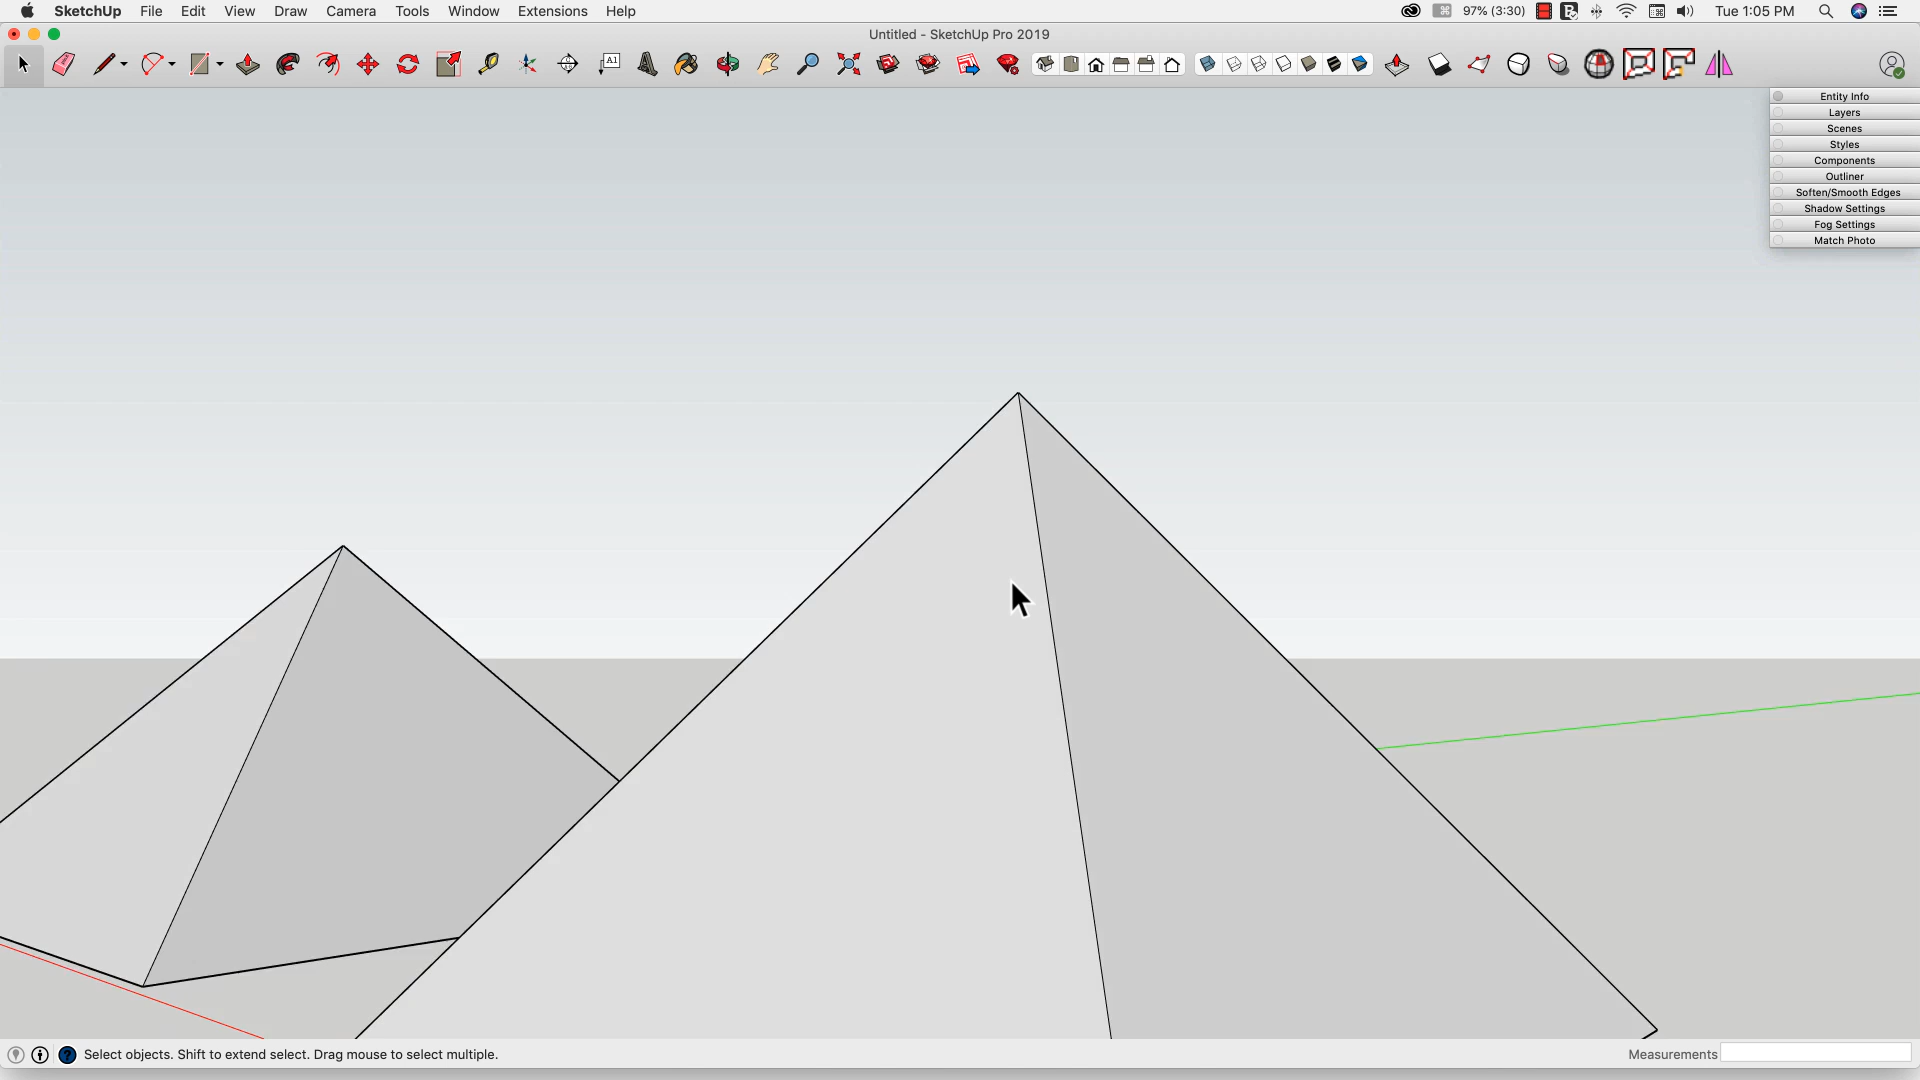 SketchUp File Edit View Draw Camera Tools Window Extensions Help 97% (3:30) Tue 1:05 PM
Untitled - SketchUp Pro 2019
A1
Entity Info
Layers
Scenes
Styles
Components
Outliner
Soften/Smooth Edges
Shadow Settings
Fog Settings
Match Photo
Select objects. Shift to extend select. Drag mouse to select multiple. Measurements